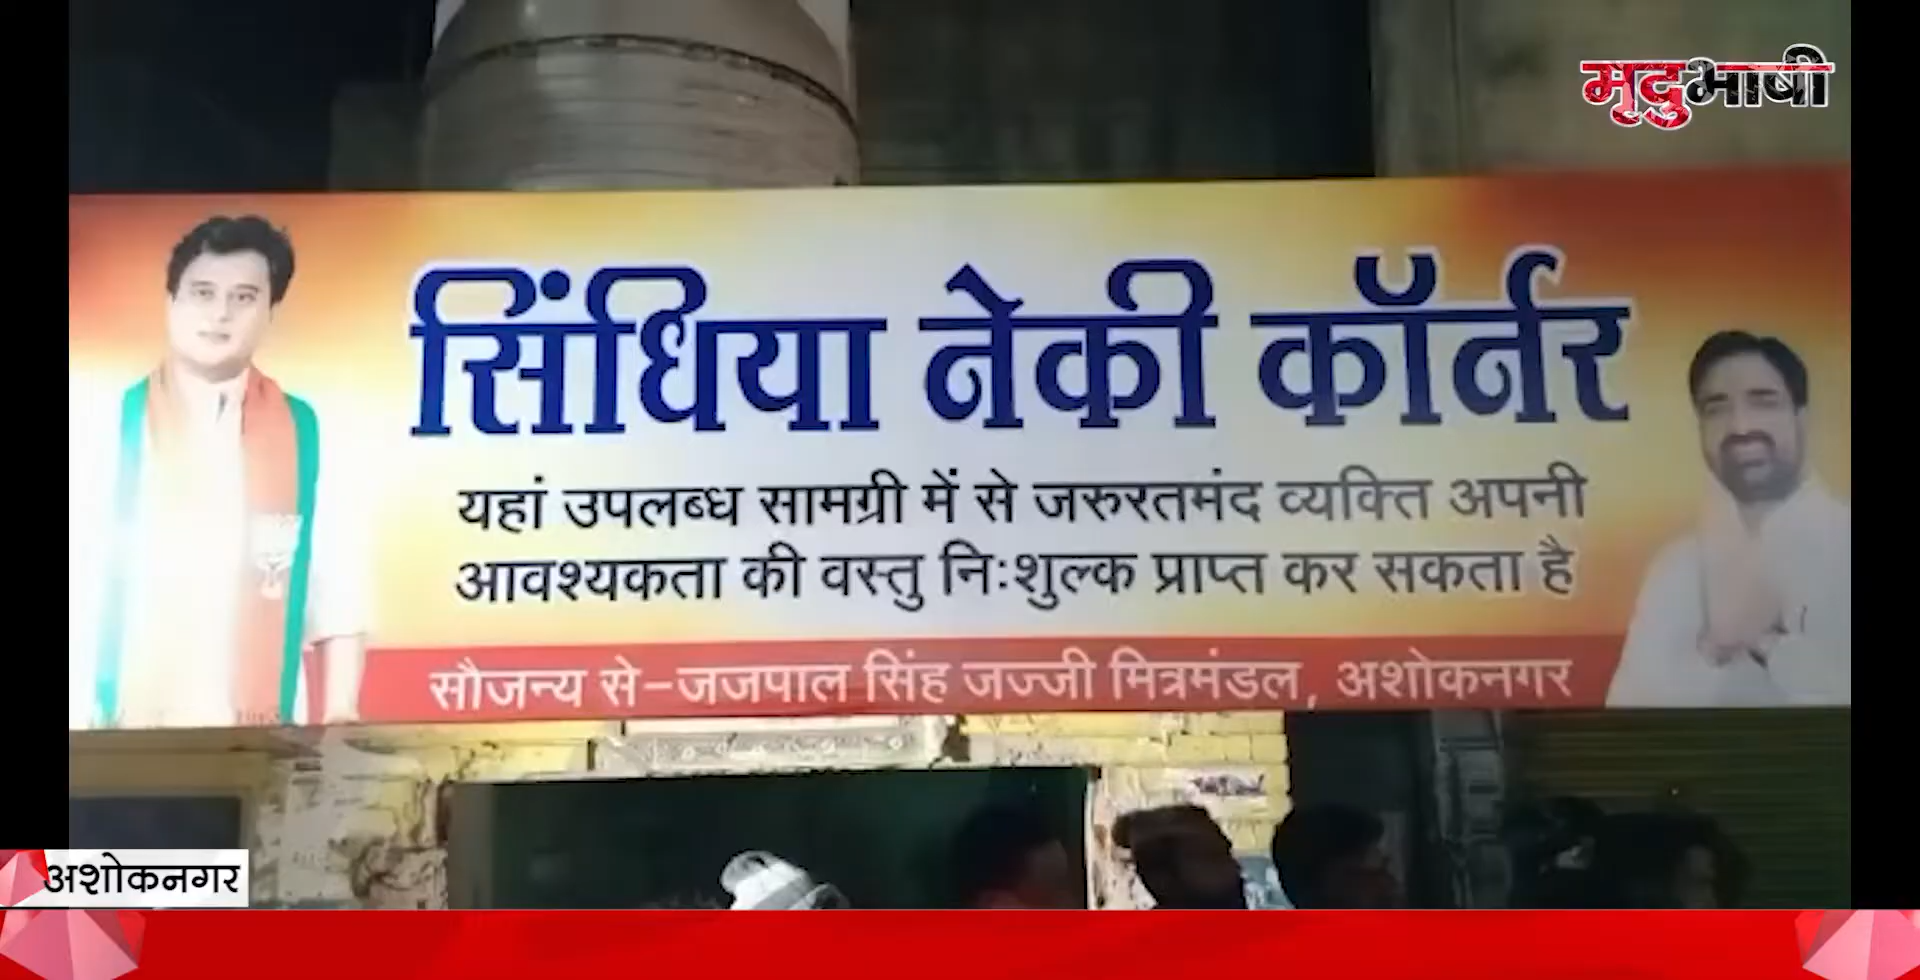 मृदुभाषी
सिंधिया नेकी कॉर्नर
यहां उपलब्ध सामग्री में से जरुरतमंद व्यक्ति अपनी
आवश्यकता की वस्तु निःशुल्क प्राप्त कर सकता है
सौजन्य से-जजपाल सिंह जज्जी मित्रमंडल, अशोकनगर
अशोकनगर